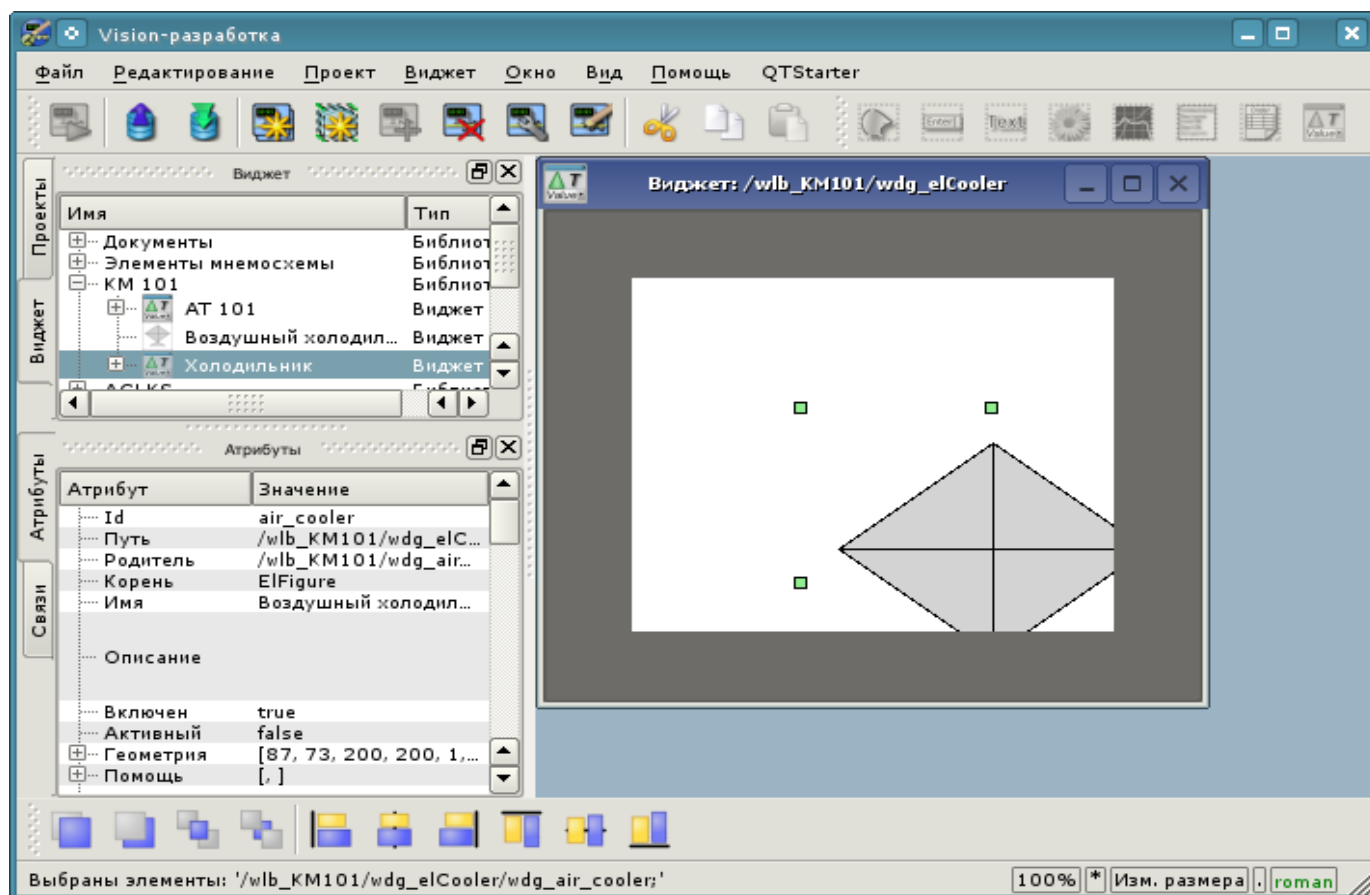 Vision-разработка
Файл Редактирование Проект Виджет Окно Вид Помощь QTStarter
Enter Text Value
Проекты
Виджет
Виджет
Имя Тип
Документы Библиот
Элементы мнемосхемы Библиот
КМ 101 Библиот
АТ 101 Виджет
Воздушный холодил... Виджет
Холодильник Виджет
Виджет: /wlb_KM101/wdg_elCooler
Атрибуты
Связи
Атрибуты
Атрибут Значение
Id air_cooler
Путь /wlb_KM101/wdg_elC...
Родитель /wlb_KM101/wdg_air...
Корень ElFigure
Имя Воздушный холодил...
Описание
Включен true
Активный false
Геометрия [87, 73, 200, 200, 1,...
Помощь [, ]
Выбраны элементы: '/wlb_KM101/wdg_elCooler/wdg_air_cooler;' 100% * Изм. размера . roman